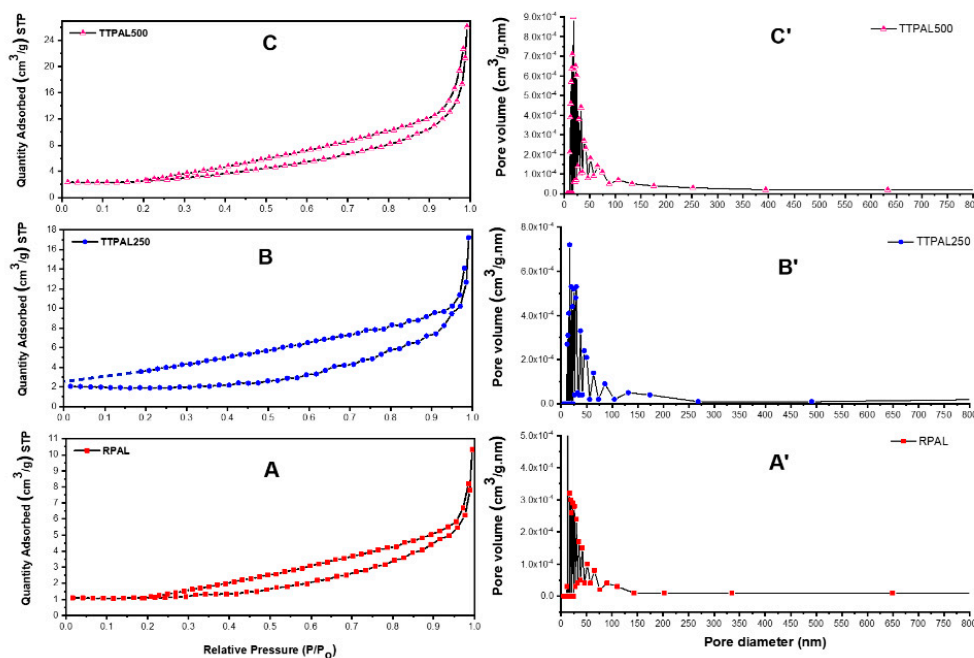 TTPAL500
C
Quantity Adsorbed (cm³/g) STP
26
22
18
14
12
8
4
0
0.0 0.1 0.2 0.3 0.4 0.5 0.6 0.7 0.8 0.9 1.0
TTPAL500
C'
Pore volume (cm³/g.nm)
9.0x10⁻⁴
8.0x10⁻⁴
7.0x10⁻⁴
6.0x10⁻⁴
5.0x10⁻⁴
4.0x10⁻⁴
3.0x10⁻⁴
2.0x10⁻⁴
1.0x10⁻⁴
0.0
0 50 100 150 200 250 300 350 400 450 500 550 600 650 700 750 800
TTPAL250
B
Quantity Adsorbed (cm³/g) STP
18
16
14
12
10
8
6
4
2
0
0.0 0.1 0.2 0.3 0.4 0.5 0.6 0.7 0.8 0.9 1.0
TTPAL250
B'
Pore volume (cm³/g.nm)
8.0x10⁻⁴
6.0x10⁻⁴
4.0x10⁻⁴
2.0x10⁻⁴
0.0
0 50 100 150 200 250 300 350 400 450 500 550 600 650 700 750 800
RPAL
A
Quantity Adsorbed (cm³/g) STP
11
10
9
8
7
6
5
4
3
2
1
0
0.0 0.1 0.2 0.3 0.4 0.5 0.6 0.7 0.8 0.9 1.0
Relative Pressure (P/Po)
RPAL
A'
Pore volume (cm³/g.nm)
5.0x10⁻⁴
4.0x10⁻⁴
3.0x10⁻⁴
2.0x10⁻⁴
1.0x10⁻⁴
0.0
0 50 100 150 200 250 300 350 400 450 500 550 600 650 700 750 800
Pore diameter (nm)